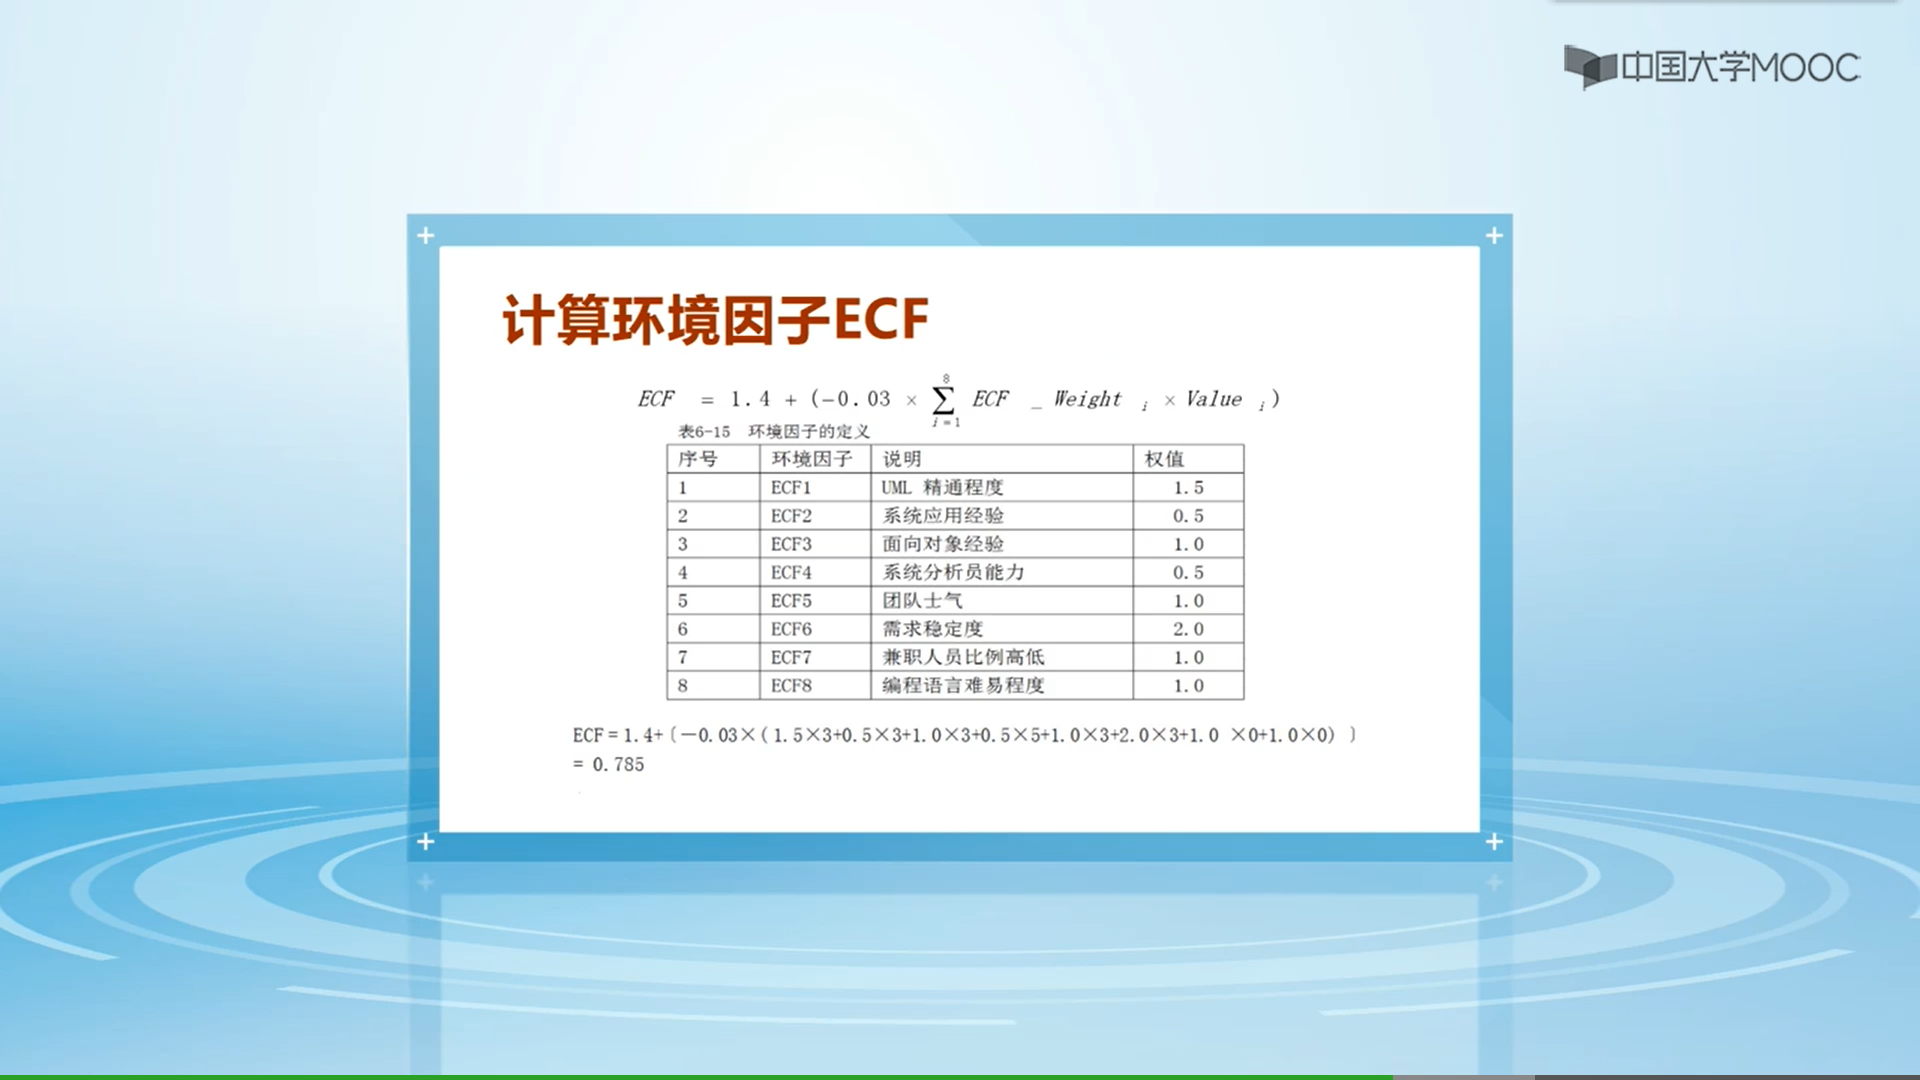 中国大学MOOC
计算环境因子ECF
ECF = 1.4 + (−0.03 × 8 ∑ i=1 ECF _ Weight i × Value i )
表6-15 环境因子的定义
序号 环境因子 说明 权值
1 ECF1 UML 精通程度 1.5
2 ECF2 系统应用经验 0.5
3 ECF3 面向对象经验 1.0
4 ECF4 系统分析员能力 0.5
5 ECF5 团队士气 1.0
6 ECF6 需求稳定度 2.0
7 ECF7 兼职人员比例高低 1.0
8 ECF8 编程语言难易程度 1.0
ECF=1.4+〔−0.03×(1.5×3+0.5×3+1.0×3+0.5×5+1.0×3+2.0×3+1.0 ×0+1.0×0) 〕
= 0.785